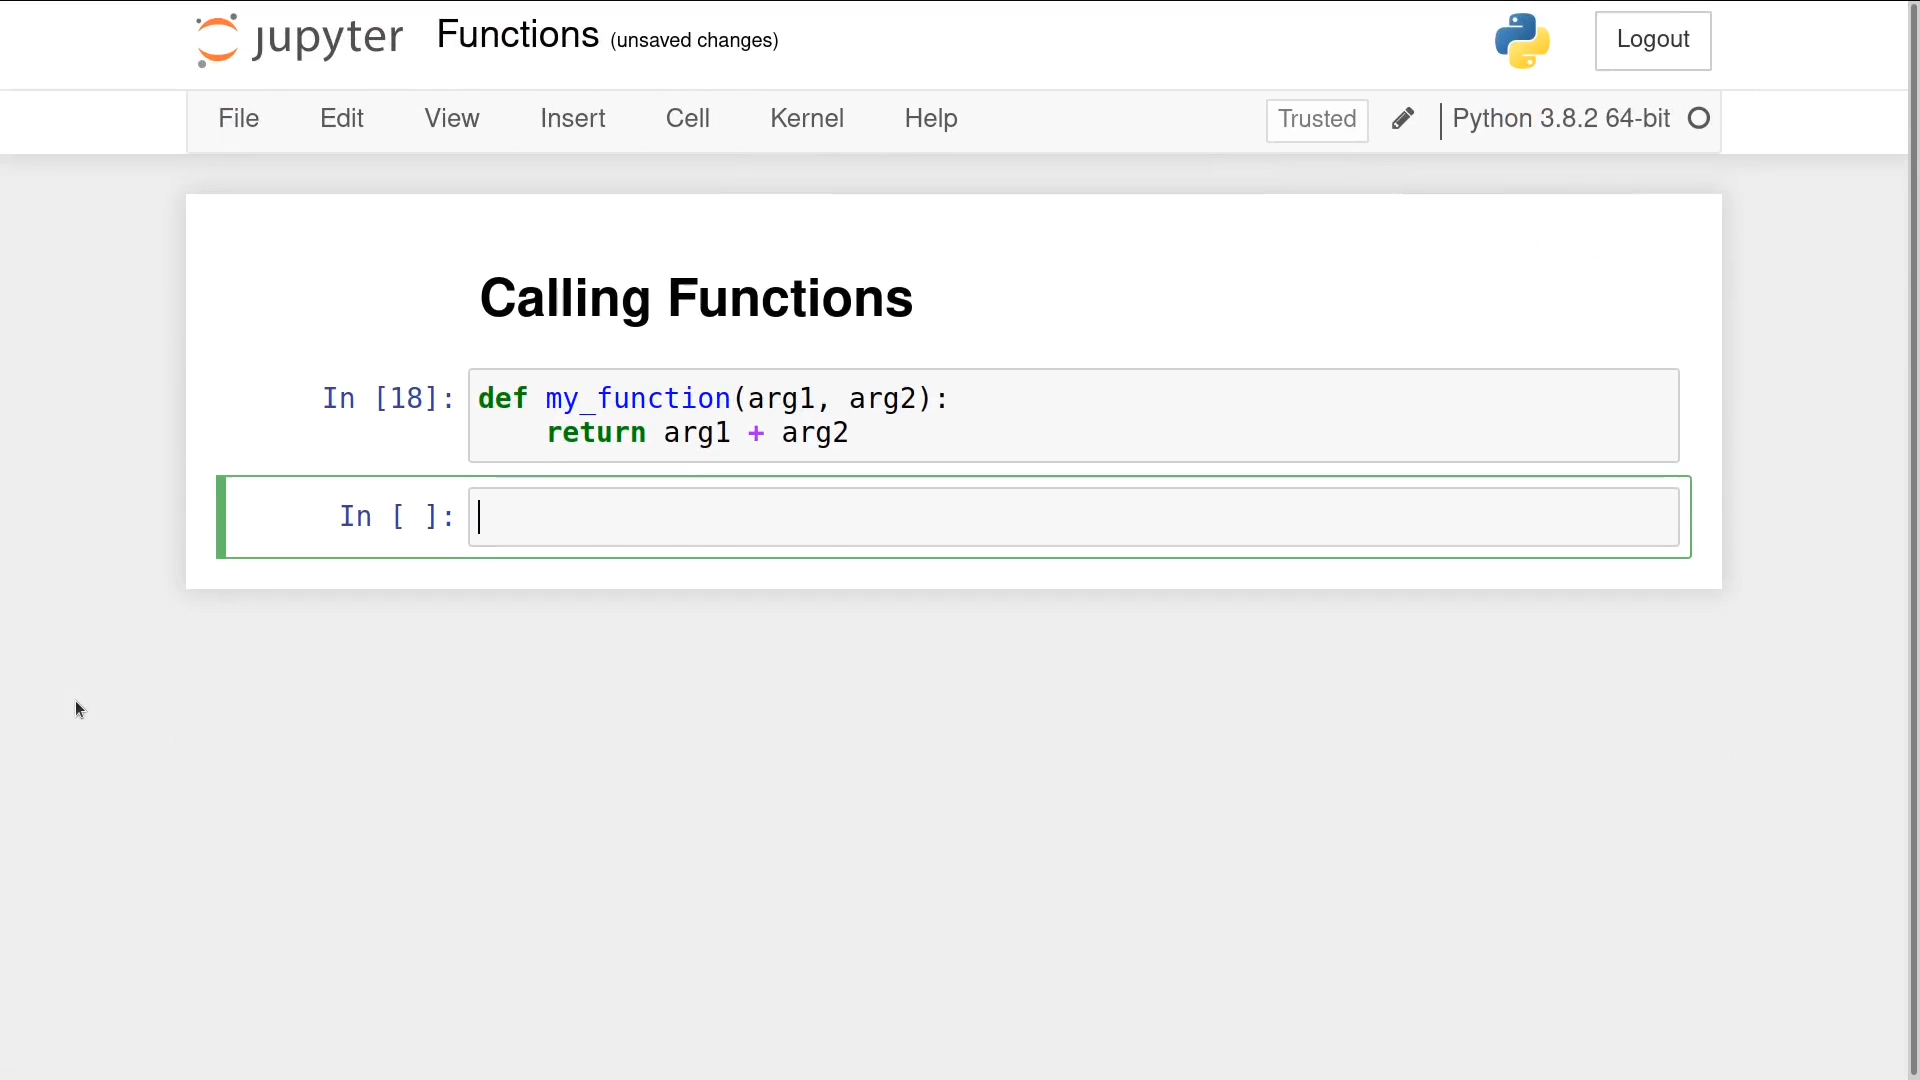 jupyter Functions (unsaved changes) Logout
File Edit View Insert Cell Kernel Help Trusted Python 3.8.2 64-bit
Calling Functions
In [18]: def my_function(arg1, arg2):
    return arg1 + arg2
In [ ]: